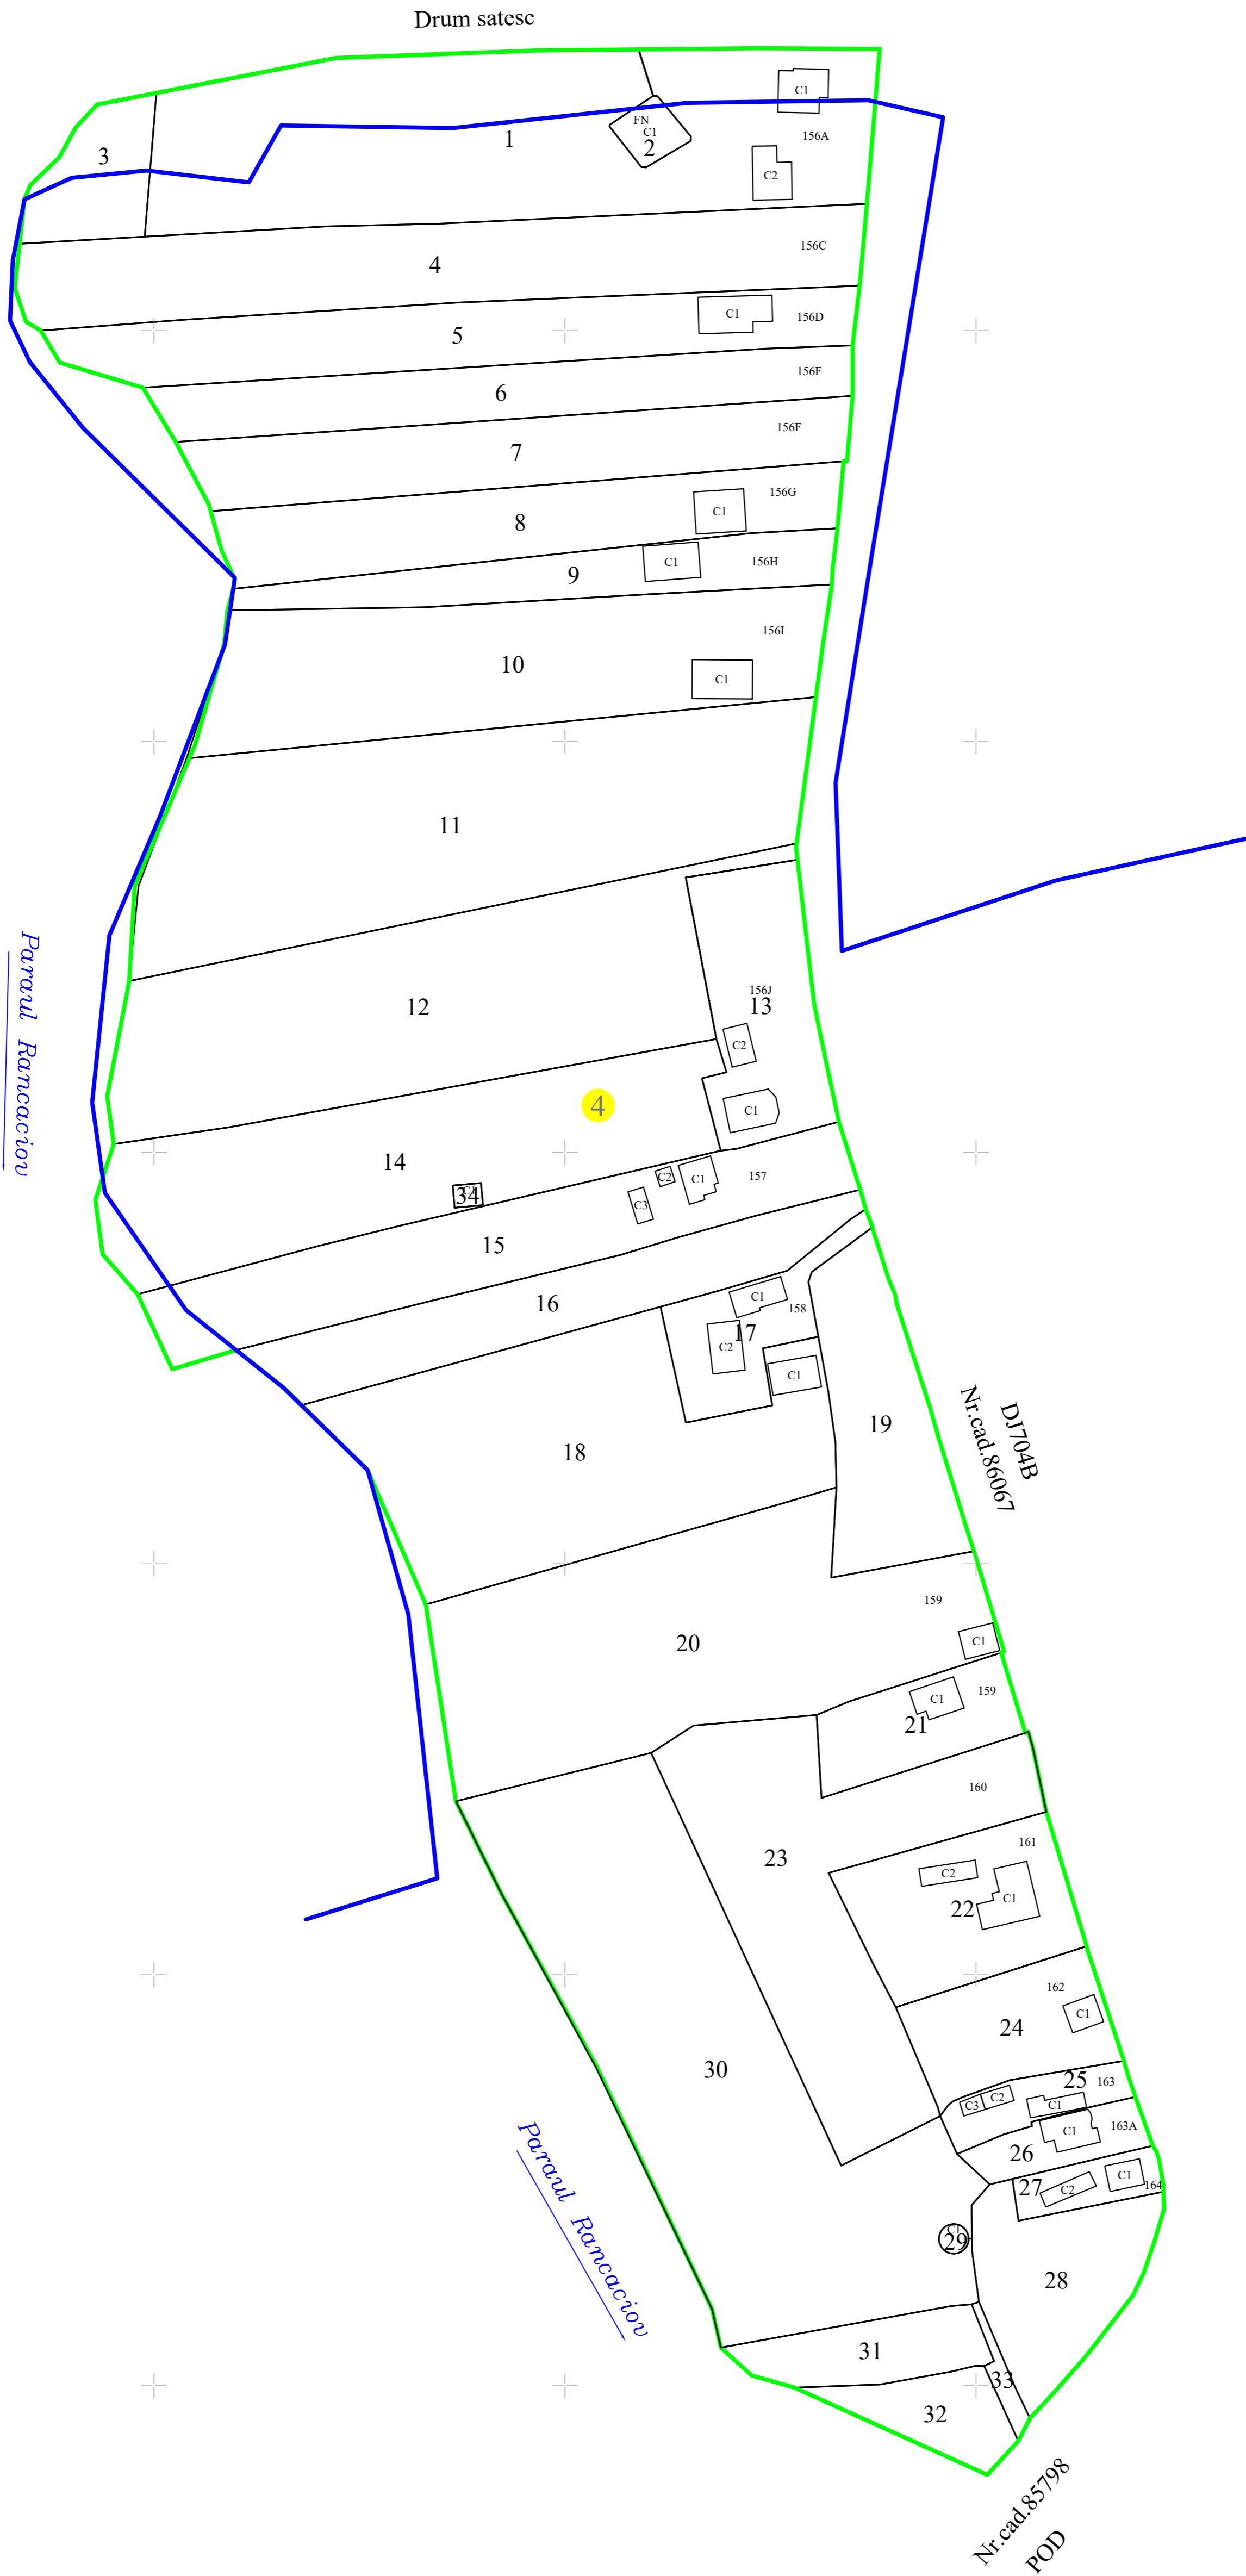 Drum satesc
C1
FN
C1
2
1
156A
3
C2
156C
4
C1
156D
5
156F
6
156F
7
156G
C1
8
C1
156H
9
156I
10
C1
11
Paraul Rancaciov
12
156J
13
C2
4
C1
14
C2
C1
157
C1
34
C3
15
16
C1
158
17
C2
C1
19
DJ704B
Nr.cad.86067
18
159
20
C1
159
C1
21
160
161
23
C2
C1
22
162
C1
24
30
25
163
C3
C2
C1
163A
C1
26
27
C1
C2
164
Paraul Rancaciov
C1
29
28
31
33
32
Nr.cad.85798
POD